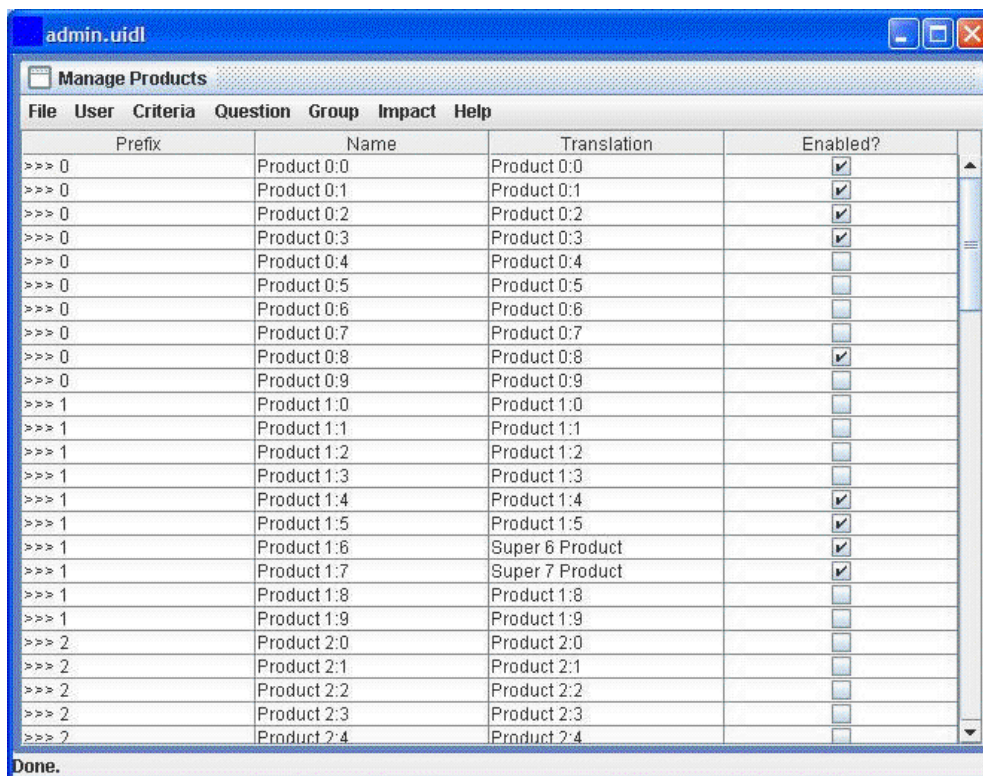 admin.uidl
Manage Products
File User Criteria Question Group Impact Help
Prefix Name Translation Enabled?
>>> 0 Product 0:0 Product 0:0
>>> 0 Product 0:1 Product 0:1
>>> 0 Product 0:2 Product 0:2
>>> 0 Product 0:3 Product 0:3
>>> 0 Product 0:4 Product 0:4
>>> 0 Product 0:5 Product 0:5
>>> 0 Product 0:6 Product 0:6
>>> 0 Product 0:7 Product 0:7
>>> 0 Product 0:8 Product 0:8
>>> 0 Product 0:9 Product 0:9
>>> 1 Product 1:0 Product 1:0
>>> 1 Product 1:1 Product 1:1
>>> 1 Product 1:2 Product 1:2
>>> 1 Product 1:3 Product 1:3
>>> 1 Product 1:4 Product 1:4
>>> 1 Product 1:5 Product 1:5
>>> 1 Product 1:6 Super 6 Product
>>> 1 Product 1:7 Super 7 Product
>>> 1 Product 1:8 Product 1:8
>>> 1 Product 1:9 Product 1:9
>>> 2 Product 2:0 Product 2:0
>>> 2 Product 2:1 Product 2:1
>>> 2 Product 2:2 Product 2:2
>>> 2 Product 2:3 Product 2:3
>>> 2 Product 2:4 Product 2:4
Done.